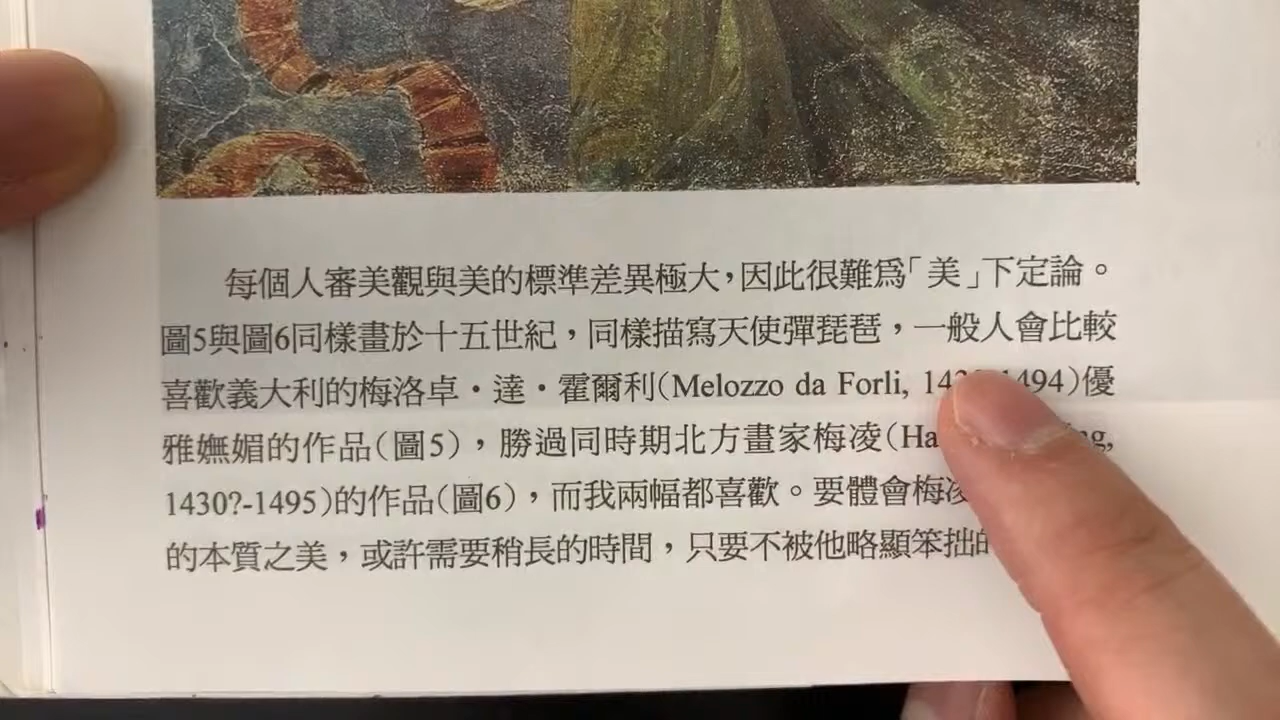 每個人審美觀與美的標準差異極大，因此很難為「美」下定論。
圖5與圖6同樣畫於十五世紀，同樣描寫天使彈琵琶，一般人會比較
喜歡義大利的梅洛卓・達・霍爾利(Melozzo da Forli, 1494)優
雅嫵媚的作品(圖5)，勝過同時期北方畫家梅凌(
1430?-1495)的作品(圖6)，而我兩幅都喜歡。要體會梅凌
的本質之美，或許需要稍長的時間，只要不被他略顯笨拙的